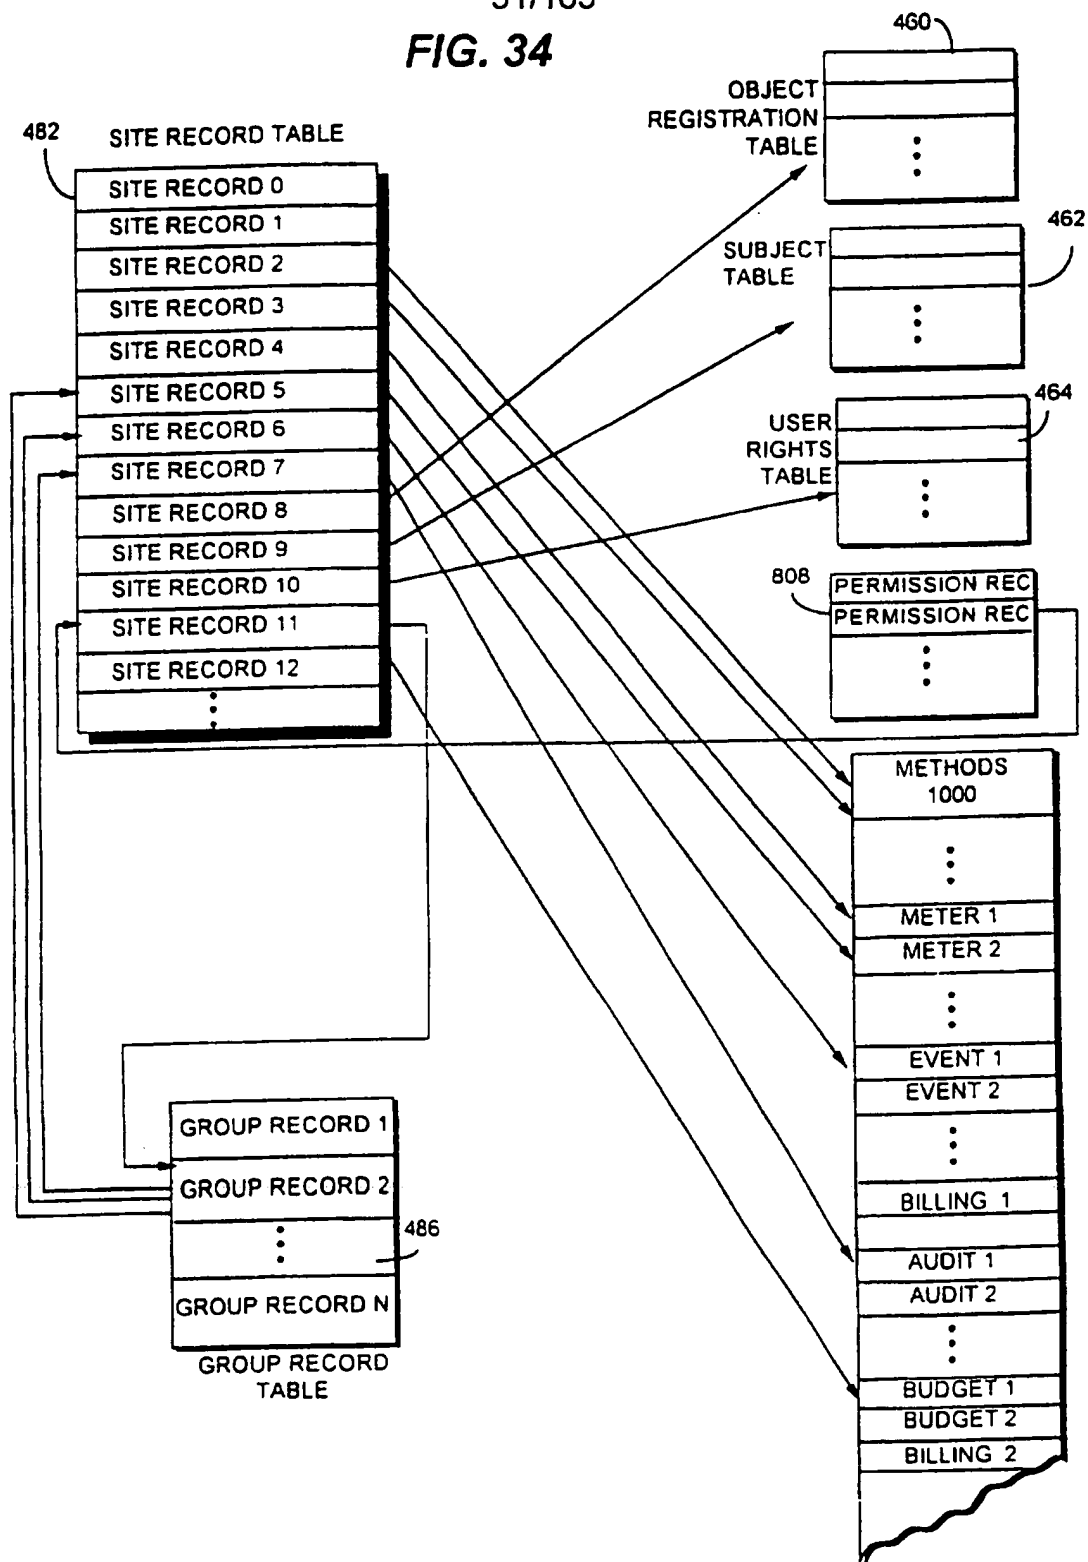 FIG. 34
482
SITE RECORD TABLE
SITE RECORD 0
SITE RECORD 1
SITE RECORD 2
SITE RECORD 3
SITE RECORD 4
SITE RECORD 5
SITE RECORD 6
SITE RECORD 7
SITE RECORD 8
SITE RECORD 9
SITE RECORD 10
SITE RECORD 11
SITE RECORD 12
460
OBJECT
REGISTRATION
TABLE
462
SUBJECT
TABLE
464
USER
RIGHTS
TABLE
808
PERMISSION REC
PERMISSION REC
METHODS
1000
METER 1
METER 2
EVENT 1
EVENT 2
BILLING 1
AUDIT 1
AUDIT 2
BUDGET 1
BUDGET 2
BILLING 2
GROUP RECORD 1
GROUP RECORD 2
486
GROUP RECORD N
GROUP RECORD
TABLE